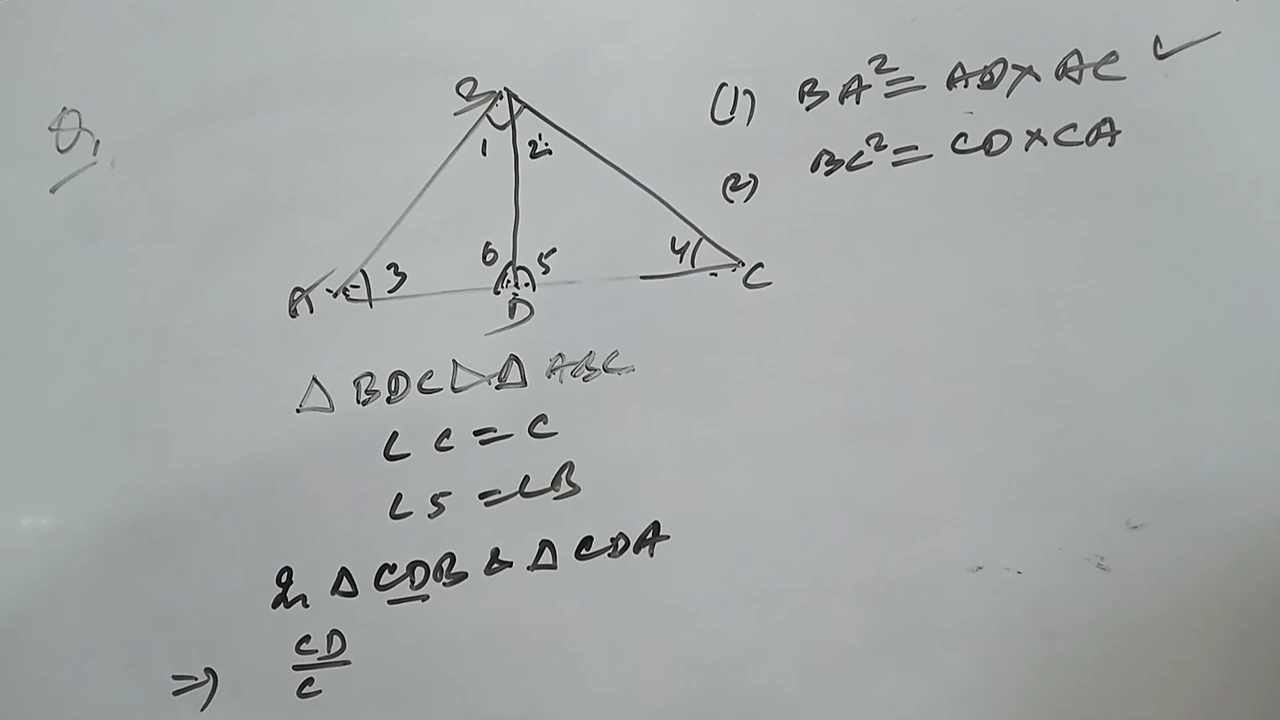 Q.
(1) BA²= AD×AC ✓
(2) BC²= CD×CA
B
1 2
6 5
4
A 3
D
C
Δ BDC Δ ABC
∠ C = C
∠ 5 = ∠B
In Δ CDB & Δ CDA
CD
⇒
C